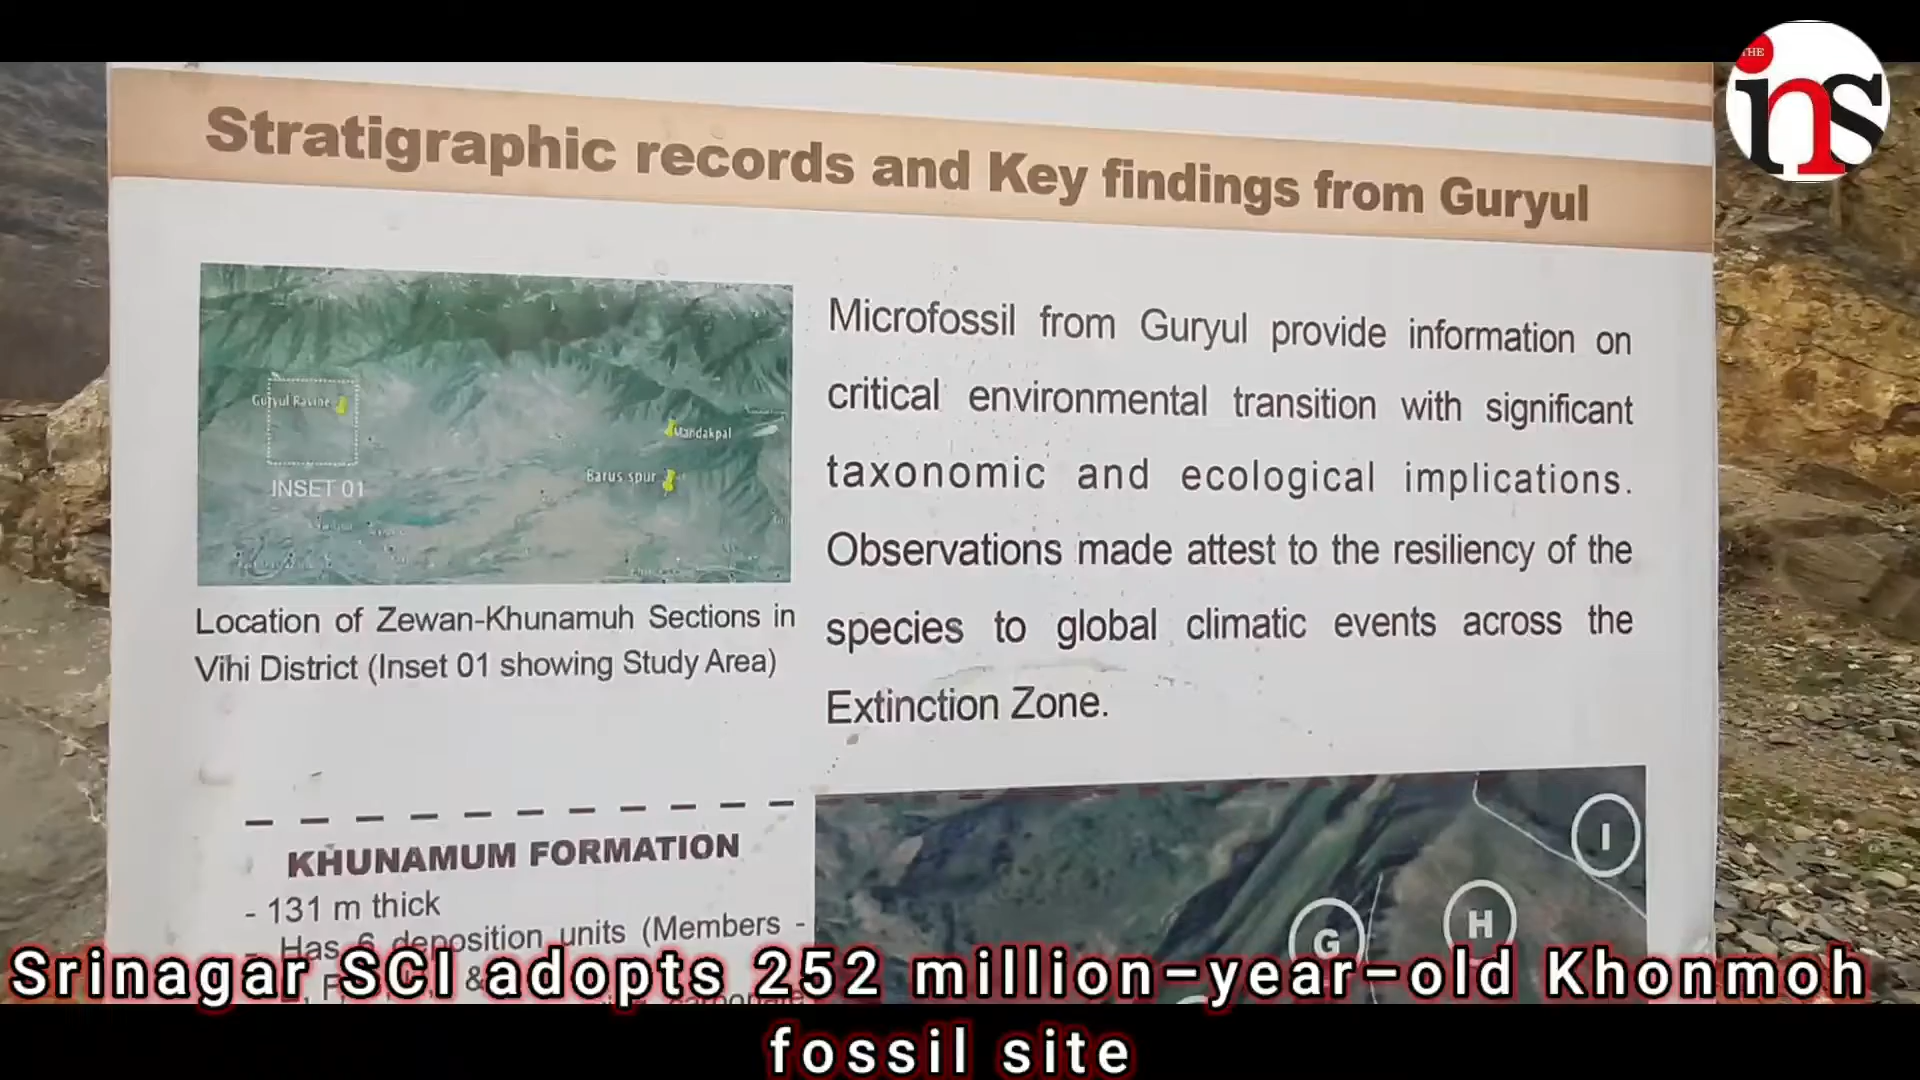 THE
ins
Stratigraphic records and Key findings from Guryul
Guryul Ravine
Mandakpal
Barus spur
INSET 01
Location of Zewan-Khunamuh Sections in
Vihi District (Inset 01 showing Study Area)
Microfossil from Guryul provide information on
critical environmental transition with significant
taxonomic and ecological implications.
Observations made attest to the resiliency of the
species to global climatic events across the
Extinction Zone.
KHUNAMUM FORMATION
- 131 m thick
- Has 6 deposition units (Members -
&
I
G
H
Srinagar SCI adopts 252 million-year-old Khonmoh
fossil site